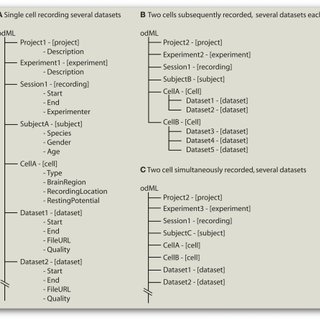 A Single cell recording several datasets
odML
Project1 - [project]
- Description
Experiment1 - [experiment]
- Description
Session1 - [recording]
- Start
- End
- Experimenter
SubjectA - [subject]
- Species
- Gender
- Age
CellA - [cell]
- Type
- BrainRegion
- RecordingLocation
- RestingPotential
Dataset1 - [dataset]
- Start
- End
- FileURL
- Quality
Dataset2 - [dataset]
- Start
- End
- FileURL
- Quality
B Two cells subsequently recorded, several datasets each
odML
Project2 - [project]
Experiment2 - [experiment]
Session1 - [recording]
SubjectB - [subject]
CellA - [Cell]
Dataset1 - [dataset]
Dataset2 - [dataset]
CellB - [Cell]
Dataset3 - [dataset]
Dataset4 - [dataset]
Dataset5 - [dataset]
C Two cell simultaneously recorded, several datasets
odML
Project2 - [project]
Experiment3 - [experiment]
Session1 - [recording]
SubjectC - [subject]
CellA - [cell]
CellB - [cell]
Dataset1 - [dataset]
Dataset2 - [dataset]